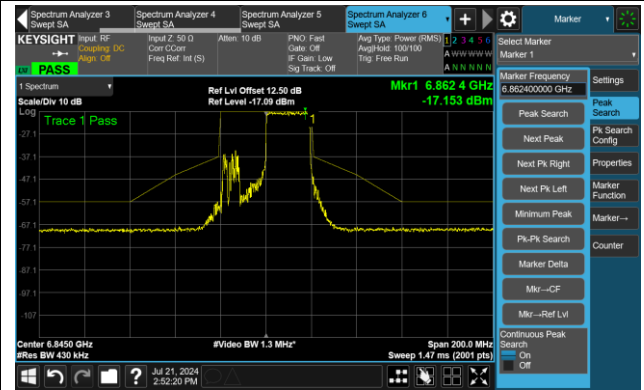 Spectrum Analyzer 3
Swept SA
Spectrum Analyzer 4
Swept SA
Spectrum Analyzer 5
Swept SA
Spectrum Analyzer 6
Swept SA
Marker
KEYSIGHT
Input: RF
Coupling: DC
Align: Off
Input Z: 50 Ω
Corr CCorr
Freq Ref: Int (S)
Atten: 10 dB
PNO: Fast
Gate: Off
IF Gain: Low
Sig Track: Off
Avg Type: Power (RMS)
Avg|Hold: 100/100
Trig: Free Run
1 2 3 4 5 6
A W W W W W
A N N N N N
PASS
Select Marker
Marker 1
1 Spectrum
Scale/Div 10 dB
Ref Lvl Offset 12.50 dB
Ref Level -17.09 dBm
Mkr1 6.862 4 GHz
-17.153 dBm
Log
Trace 1 Pass
1
-27.1
-37.1
-47.1
-57.1
-67.1
-77.1
-87.1
-97.1
-107
Center 6.8450 GHz
#Res BW 430 kHz
#Video BW 1.3 MHz*
Span 200.0 MHz
Sweep 1.47 ms (2001 pts)
Marker Frequency
6.862400000 GHz
Peak Search
Next Peak
Next Pk Right
Next Pk Left
Minimum Peak
Pk-Pk Search
Marker Delta
Mkr→CF
Mkr→Ref Lvl
Continuous Peak
Search
On
Off
Settings
Peak
Search
Pk Search
Config
Properties
Marker
Function
Marker→
Counter
?
Jul 21, 2024
2:52:20 PM